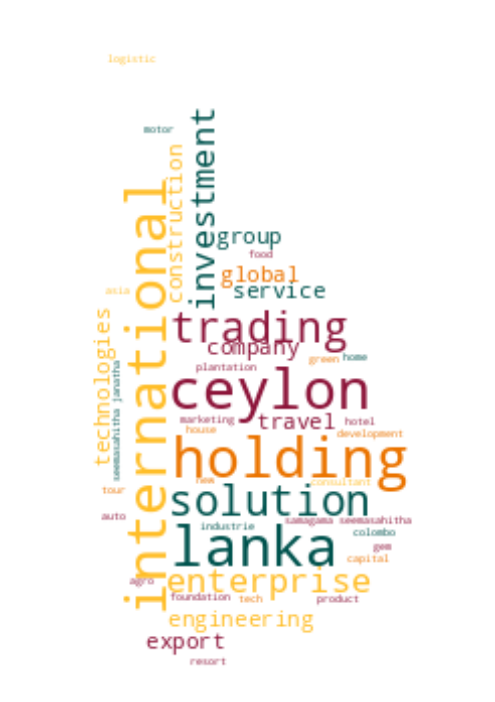 logistic
motor
investment
construction
international
group
food
global
asia
service
technologies
trading
company
green home
plantation
seemasahitha janatha
ceylon
marketing
travel
hotel
house
development
holding
tour
new
consultant
solution
auto
samagama seemasahitha
industrie
colombo
lanka
gem
capital
agro
enterprise
foundation
tech
product
engineering
export
resort